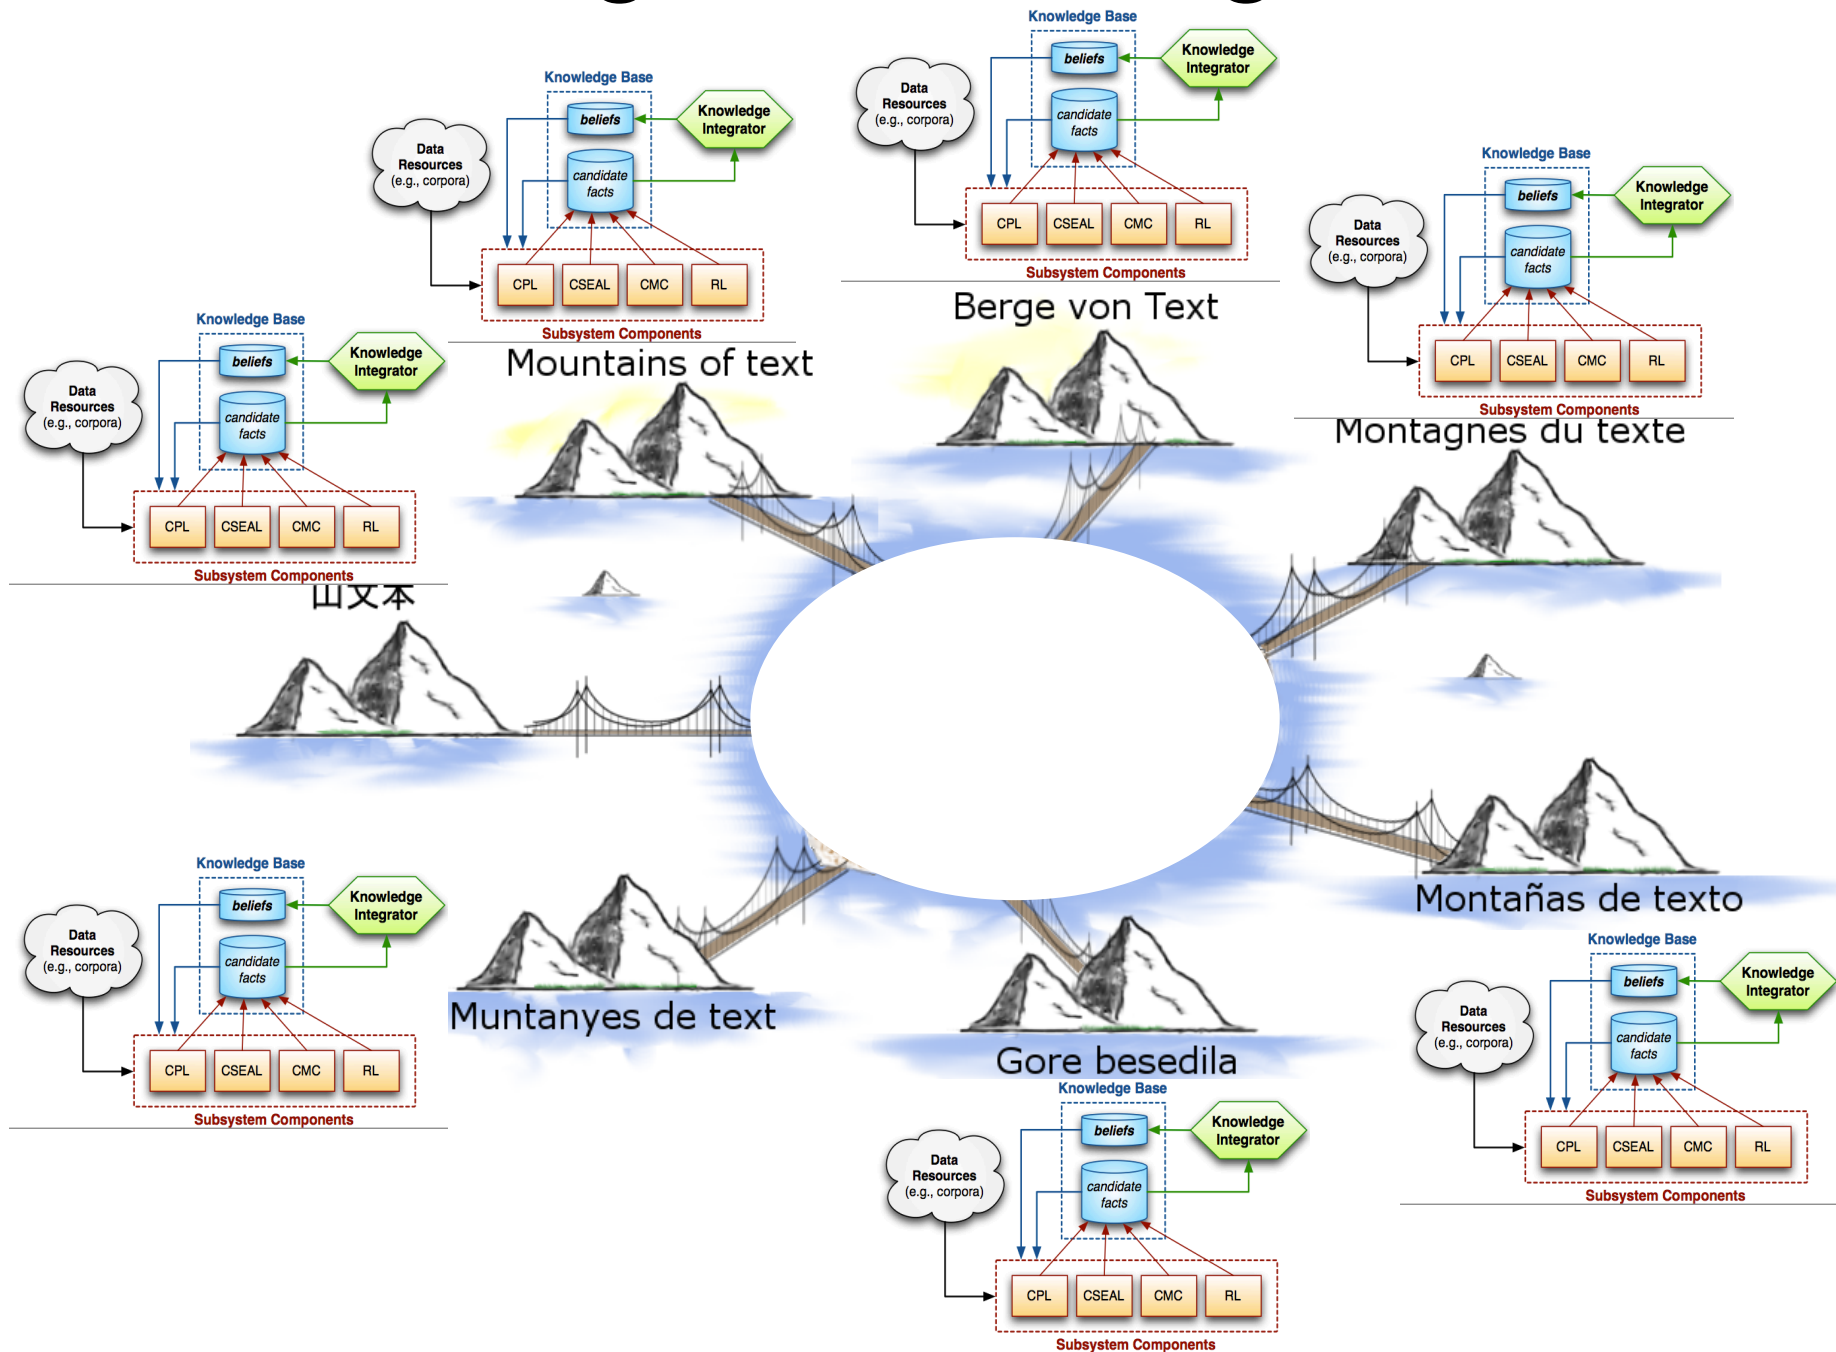 Knowledge Base
beliefs
Knowledge
Integrator
Data
Resources
(e.g., corpora)
candidate
facts
CPL
CSEAL
CMC
RL
Subsystem Components
Berge von Text
Knowledge Base
beliefs
Knowledge
Integrator
Data
Resources
(e.g., corpora)
candidate
facts
CPL
CSEAL
CMC
RL
Subsystem Components
Mountains of text
Knowledge Base
beliefs
Knowledge
Integrator
Data
Resources
(e.g., corpora)
candidate
facts
CPL
CSEAL
CMC
RL
Subsystem Components
Montagnes du texte
Knowledge Base
beliefs
Knowledge
Integrator
Data
Resources
(e.g., corpora)
candidate
facts
CPL
CSEAL
CMC
RL
Subsystem Components
山文本
Montañas de texto
Knowledge Base
beliefs
Knowledge
Integrator
Data
Resources
(e.g., corpora)
candidate
facts
CPL
CSEAL
CMC
RL
Subsystem Components
Muntanyes de text
Knowledge Base
beliefs
Knowledge
Integrator
Data
Resources
(e.g., corpora)
candidate
facts
CPL
CSEAL
CMC
RL
Subsystem Components
Gore besedila
Knowledge Base
beliefs
Knowledge
Integrator
Data
Resources
(e.g., corpora)
candidate
facts
CPL
CSEAL
CMC
RL
Subsystem Components